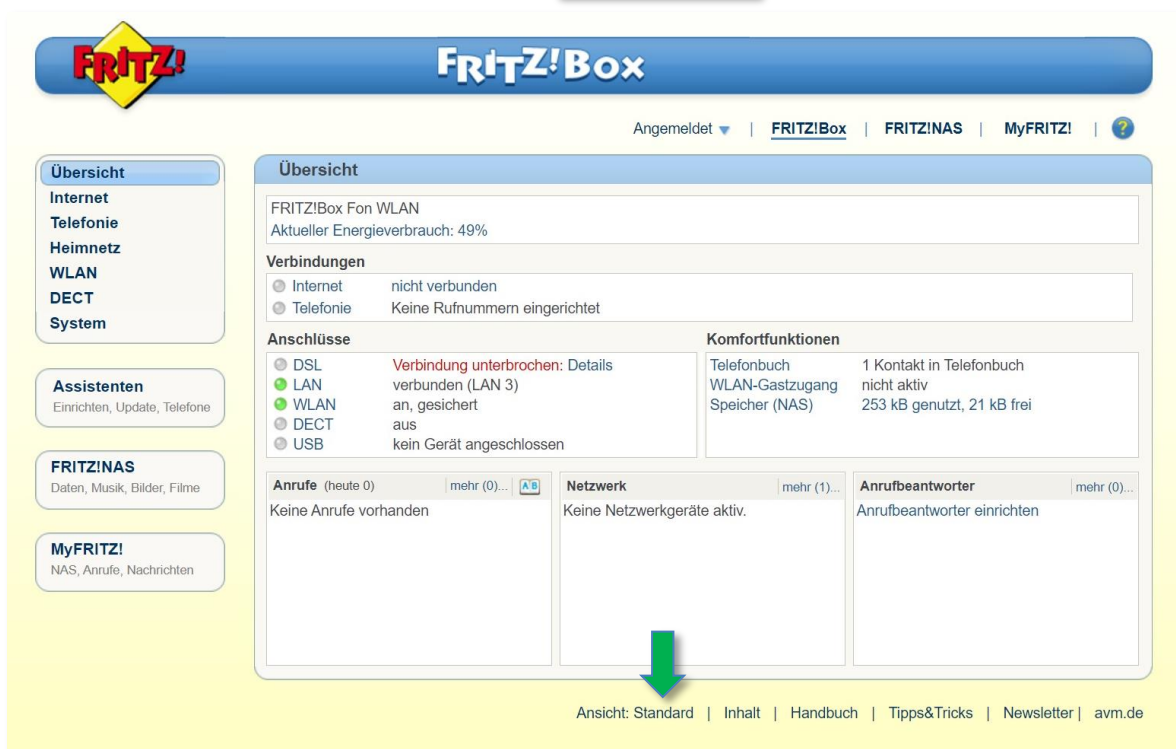 FRITZ!
FRITZ!Box
Angemeldet | FRITZ!Box | FRITZ!NAS | MyFRITZ! | ?
Übersicht
Internet
Telefonie
Heimnetz
WLAN
DECT
System
Assistenten
Einrichten, Update, Telefone
FRITZ!NAS
Daten, Musik, Bilder, Filme
MyFRITZ!
NAS, Anrufe, Nachrichten
Übersicht
FRITZ!Box Fon WLAN
Aktueller Energieverbrauch: 49%
Verbindungen
Internet nicht verbunden
Telefonie Keine Rufnummern eingerichtet
Anschlüsse
DSL Verbindung unterbrochen: Details
LAN verbunden (LAN 3)
WLAN an, gesichert
DECT aus
USB kein Gerät angeschlossen
Komfortfunktionen
Telefonbuch 1 Kontakt in Telefonbuch
WLAN-Gastzugang nicht aktiv
Speicher (NAS) 253 kB genutzt, 21 kB frei
Anrufe (heute 0) mehr (0)... AB
Keine Anrufe vorhanden
Netzwerk mehr (1)...
Keine Netzwerkgeräte aktiv.
Anrufbeantworter mehr (0)...
Anrufbeantworter einrichten
Ansicht: Standard | Inhalt | Handbuch | Tipps&Tricks | Newsletter | avm.de